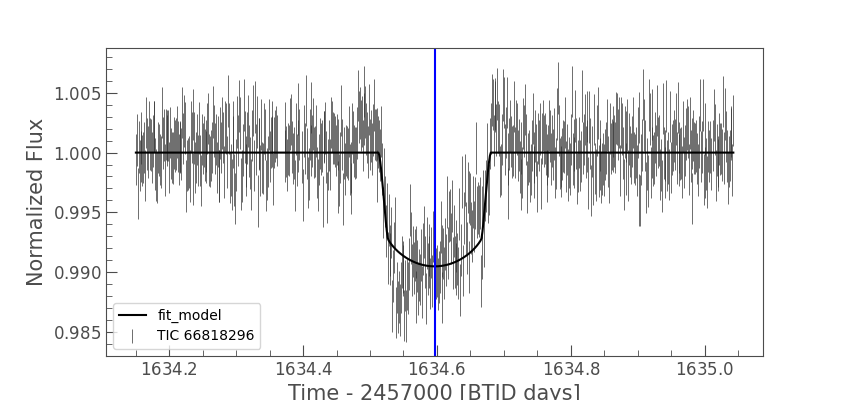 1.005
1.000
0.995
0.990
0.985
Normalized Flux
fit_model
TIC 66818296
1634.2 1634.4 1634.6 1634.8 1635.0
Time - 2457000 [BTJD days]